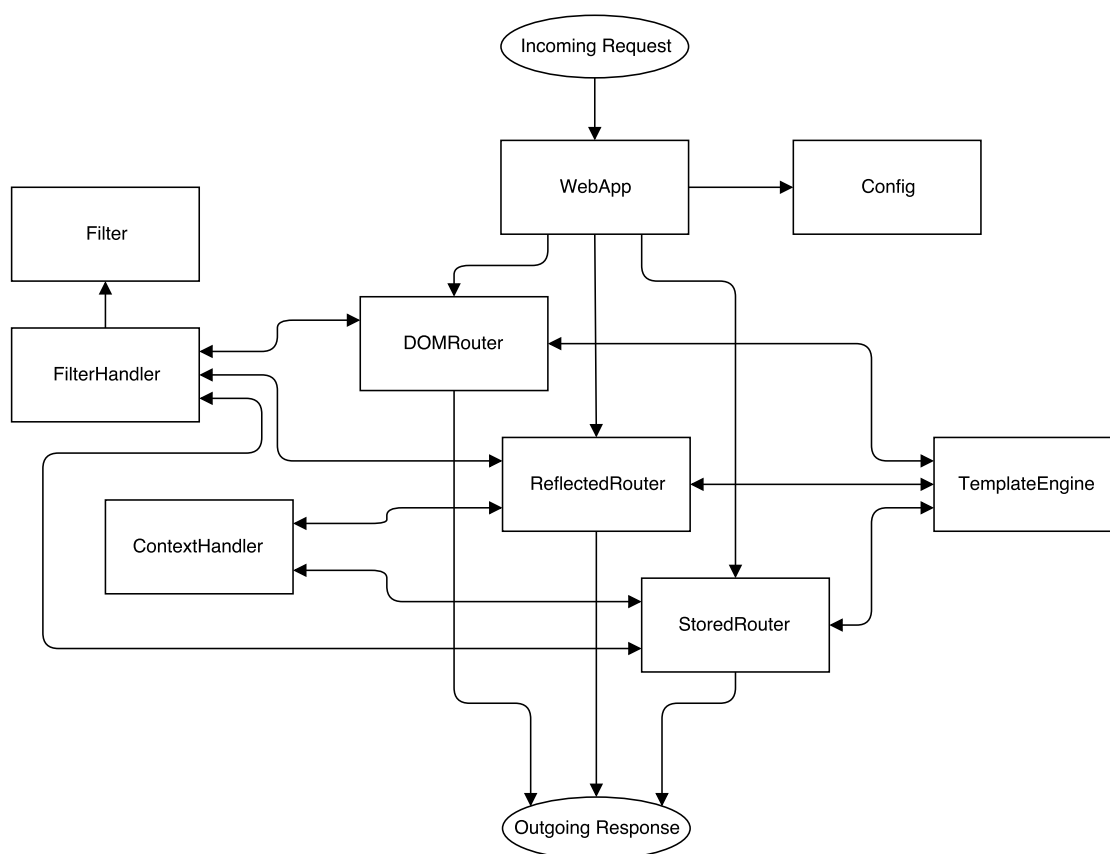 Incoming Request
WebApp
Config
Filter
DOMRouter
FilterHandler
ReflectedRouter
TemplateEngine
ContextHandler
StoredRouter
Outgoing Response